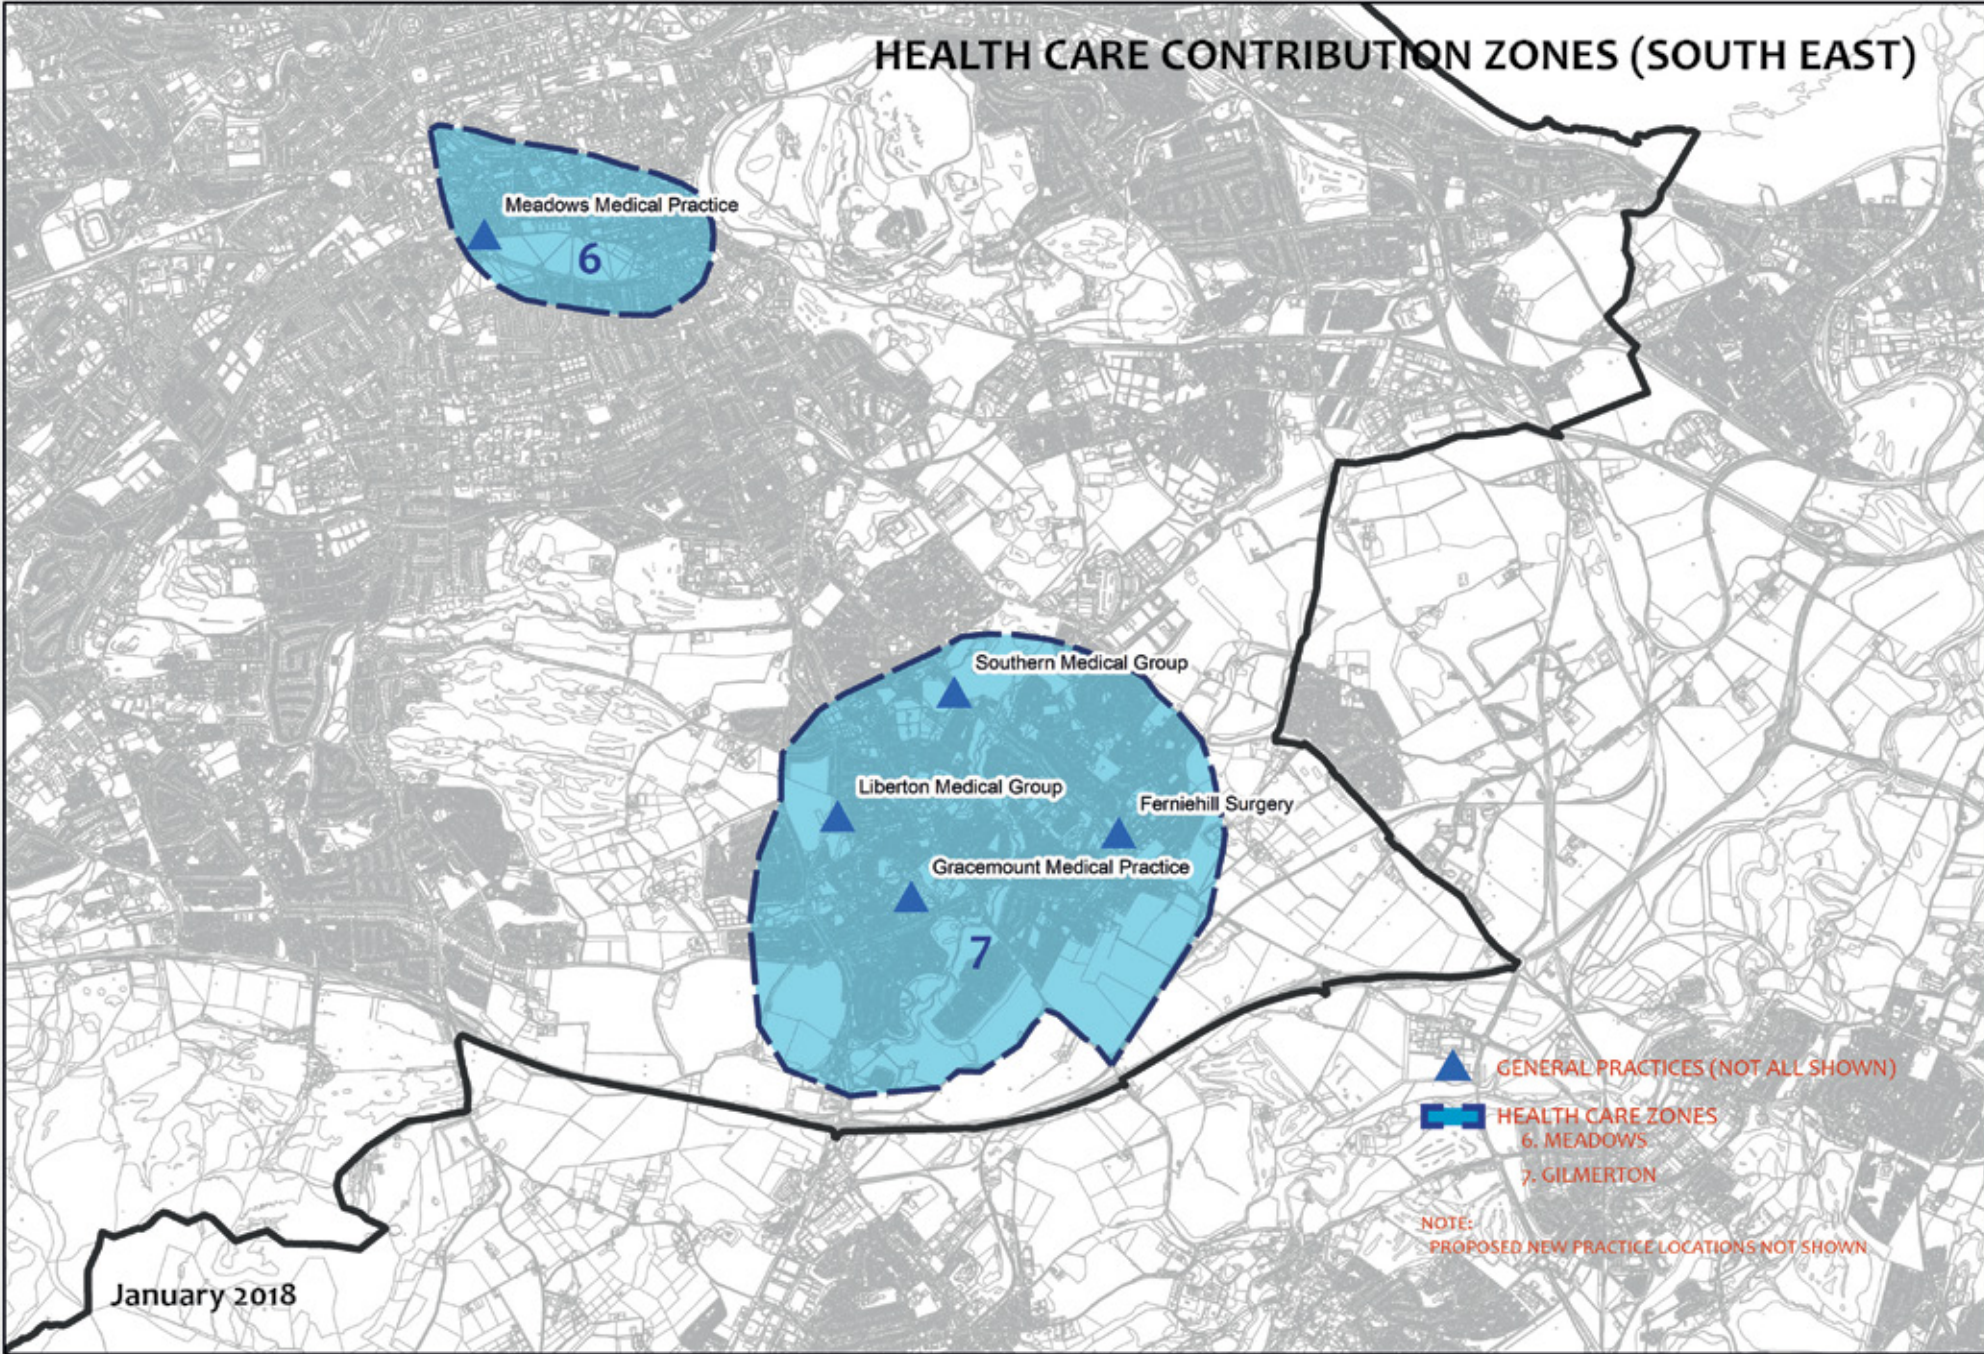 HEALTH CARE CONTRIBUTION ZONES (SOUTH EAST)
Meadows Medical Practice
6
Southern Medical Group
Liberton Medical Group
Ferniehill Surgery
Gracemount Medical Practice
7
GENERAL PRACTICES (NOT ALL SHOWN)
HEALTH CARE ZONES
6. MEADOWS
7. GILMERTON
NOTE:
PROPOSED NEW PRACTICE LOCATIONS NOT SHOWN
January 2018